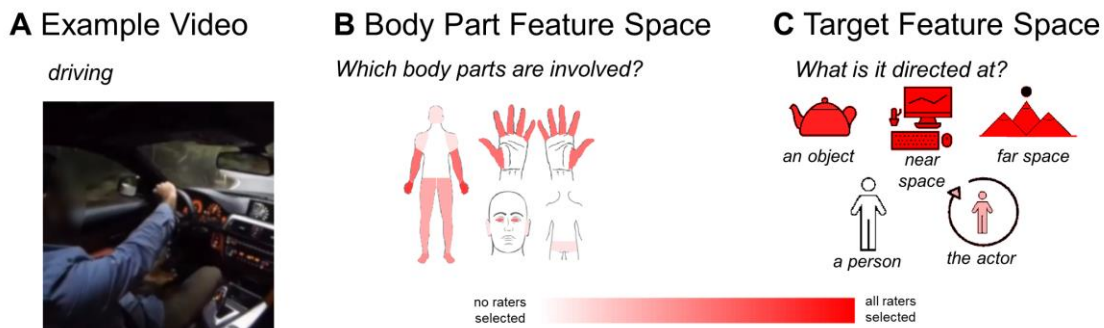 A Example Video
driving
B Body Part Feature Space
Which body parts are involved?
C Target Feature Space
What is it directed at?
an object
near
space
far space
a person
the actor
no raters
selected
all raters
selected